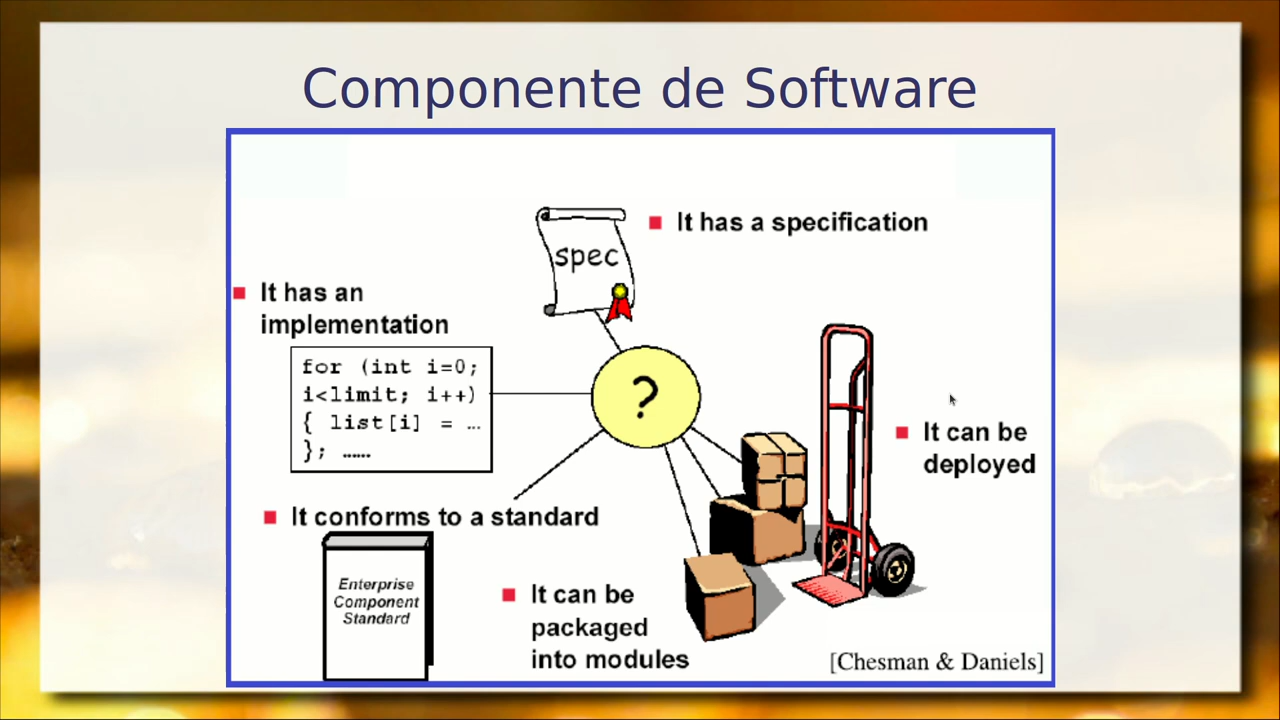 Componente de Software
spec
It has a specification
It has an
implementation
for (int i=0;
i<limit; i++)
{ list[i] = …
}; ……
?
It can be
deployed
It conforms to a standard
Enterprise
Component
Standard
It can be
packaged
into modules
[Chesman & Daniels]